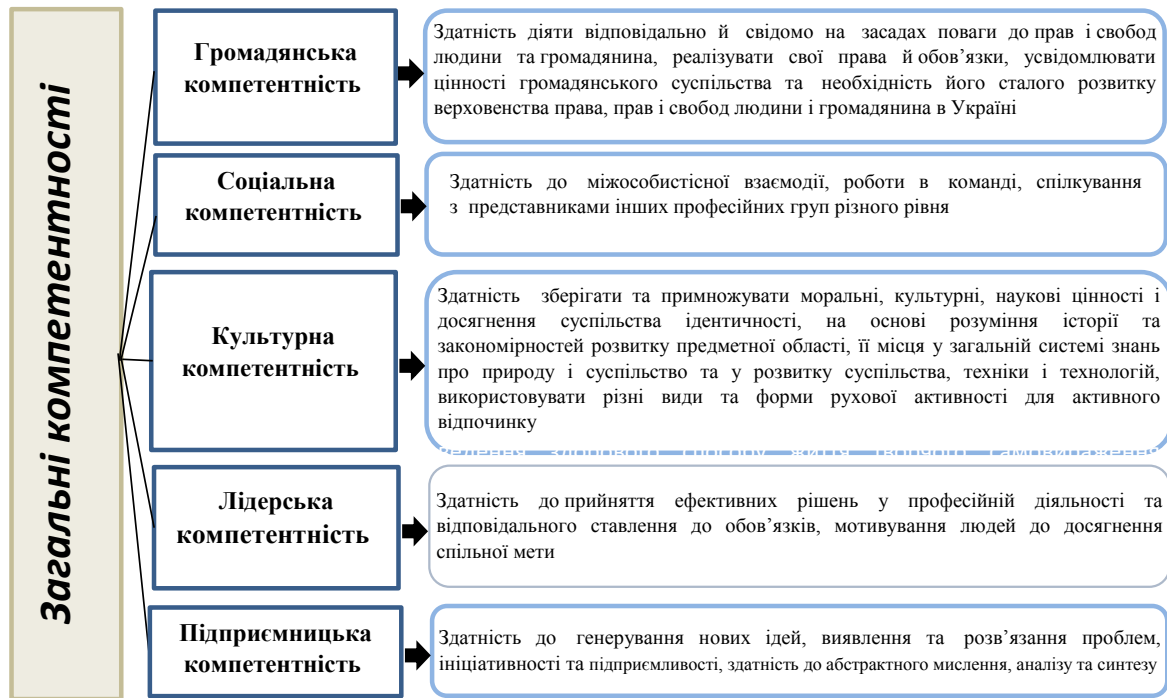 Загальні компетентності
Громадянська
компетентність
Здатність діяти відповідально й свідомо на засадах поваги до прав і свобод
людини та громадянина, реалізувати свої права й обов’язки, усвідомлювати
цінності громадянського суспільства та необхідність його сталого розвитку
верховенства права, прав і свобод людини і громадянина в Україні
Соціальна
компетентність
Здатність до міжособистісної взаємодії, роботи в команді, спілкування
з представниками інших професійних груп різного рівня
Культурна
компетентність
Здатність зберігати та примножувати моральні, культурні, наукові цінності і
досягнення суспільства ідентичності, на основі розуміння історії та
закономірностей розвитку предметної області, її місця у загальній системі знань
про природу і суспільство та у розвитку суспільства, техніки і технологій,
використовувати різні види та форми рухової активності для активного
відпочинку
ведення здорового способу життя творчого самовираження
Лідерська
компетентність
Здатність до прийняття ефективних рішень у професійній діяльності та
відповідального ставлення до обов’язків, мотивування людей до досягнення
спільної мети
Підприємницька
компетентність
Здатність до генерування нових ідей, виявлення та розв’язання проблем,
ініціативності та підприємливості, здатність до абстрактного мислення, аналізу та синтезу